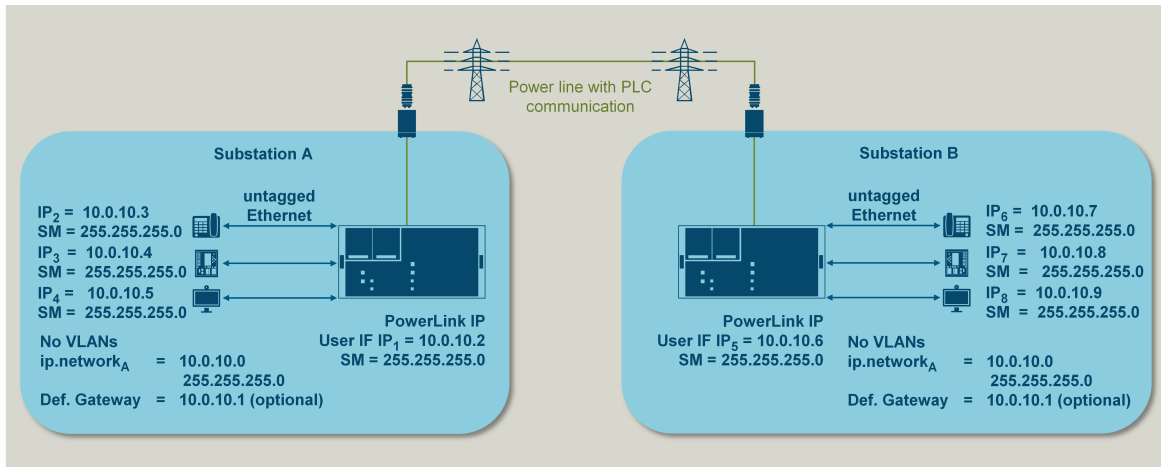 Power line with PLC
communication
Substation A
untagged
Ethernet
IP2 = 10.0.10.3
SM = 255.255.255.0
IP3 = 10.0.10.4
SM = 255.255.255.0
IP4 = 10.0.10.5
SM = 255.255.255.0
PowerLink IP
User IF IP1 = 10.0.10.2
SM = 255.255.255.0
No VLANs
ip.networkA = 10.0.10.0
255.255.255.0
Def. Gateway = 10.0.10.1 (optional)
Substation B
untagged
Ethernet
IP6 = 10.0.10.7
SM = 255.255.255.0
IP7 = 10.0.10.8
SM = 255.255.255.0
IP8 = 10.0.10.9
SM = 255.255.255.0
PowerLink IP
User IF IP5 = 10.0.10.6
SM = 255.255.255.0
No VLANs
ip.networkA = 10.0.10.0
255.255.255.0
Def. Gateway = 10.0.10.1 (optional)